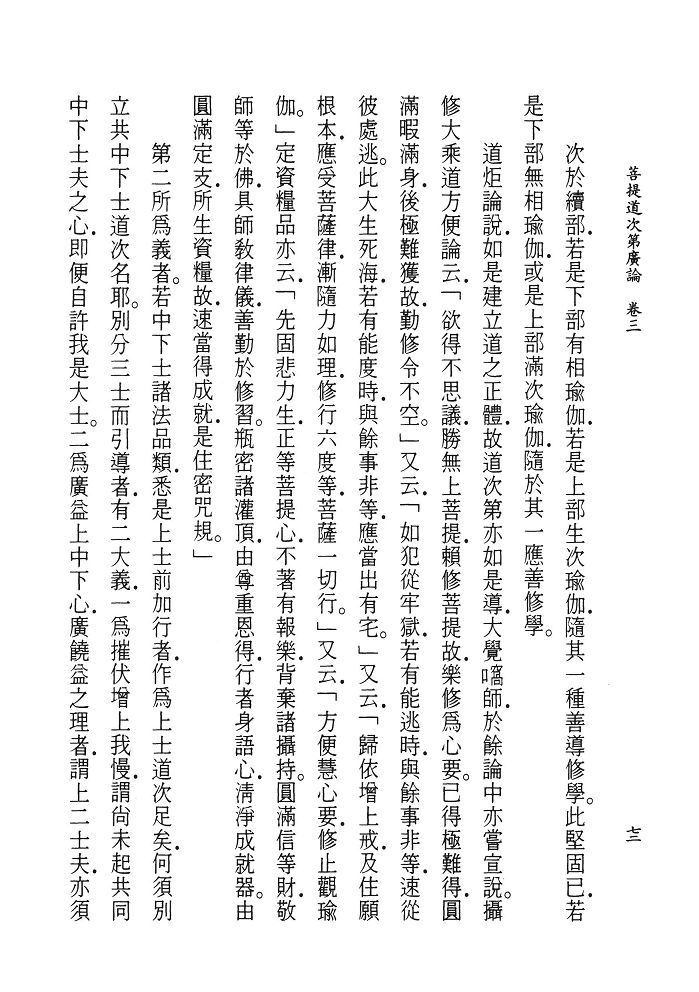 菩提道次第廣論　卷三
七三
次於續部．若是下部有相瑜伽．若是上部生次瑜伽．隨其一種善導修學。此堅固已．若
是下部無相瑜伽．或是上部滿次瑜伽．隨於其一應善修學。
道炬論說．如是建立道之正體．故道次第亦如是導．大覺㗲師．於餘論中亦嘗宣說。攝
修大乘道方便論云．「欲得不思議．勝無上菩提．賴修菩提故．樂修為心要。已得極難得．圓
滿暇滿身．後極難獲故．勤修令不空。」又云．「如犯從牢獄．若有能逃時．與餘事非等．速從
彼處逃。此大生死海．若有能度時．與餘事非等．應當出有宅。」又云．「歸依增上戒．及住願
根本．應受菩薩律．漸隨力如理．修行六度等．菩薩一切行。」又云．「方便慧心要．修止觀瑜
伽。」定資糧品亦云．「先固悲力生．正等菩提心．不著有報樂．背棄諸攝持。圓滿信等財．敬
師等於佛．具師教律儀．善勤於修習。瓶密諸灌頂．由尊重恩得．行者身語心．清淨成就器。由
圓滿定支．所生資糧故．速當得成就．是住密咒規。」
第二所為義者。若中下士諸法品類．悉是上士前加行者．作為上士道次足矣．何須別
立共中下士道次名耶。別分三士而引導者．有二大義．一為摧伏增上我慢．謂尚未起共同
中下士夫之心．即便自許我是大士。二為廣益上中下心．廣饒益之理者．謂上二士夫．亦須